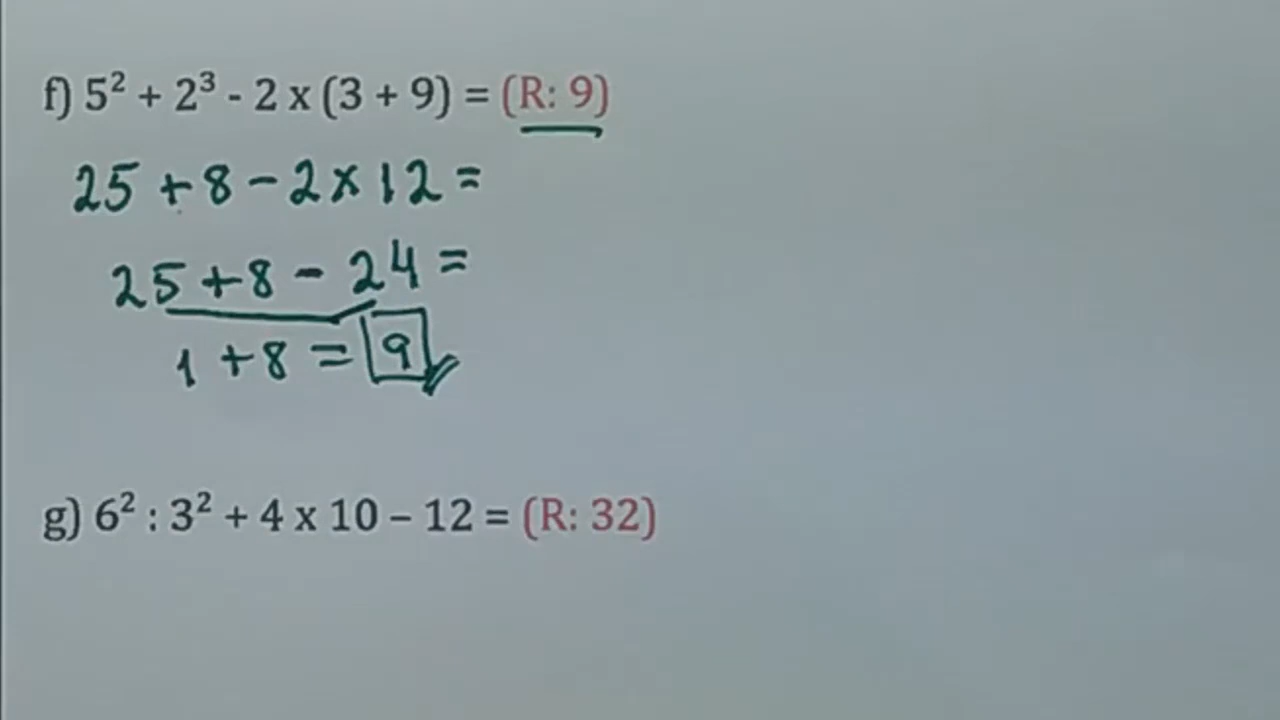 f) 5² + 2³ - 2 x (3 + 9) = (R: 9)
25 + 8 - 2 x 12 =
25 + 8 - 24 =
1 + 8 = 9
g) 6² : 3² + 4 x 10 – 12 = (R: 32)